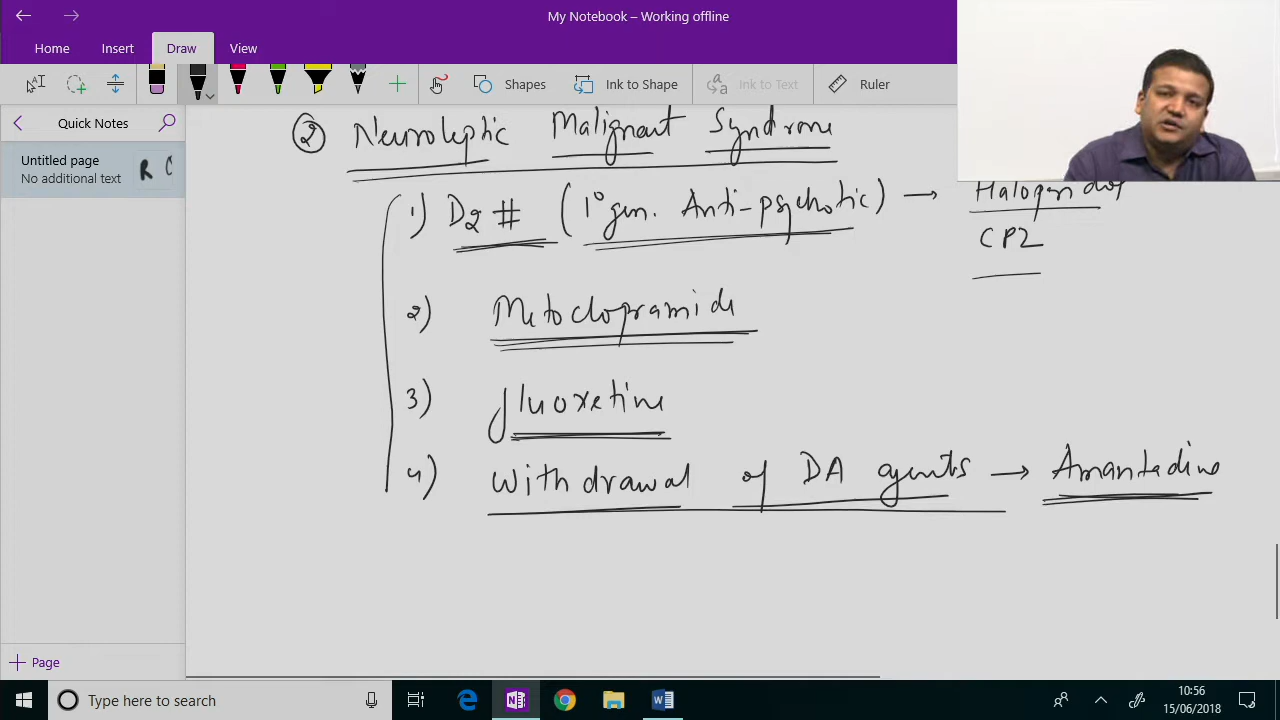 My Notebook – Working offline
Home Insert Draw View
Shapes Ink to Shape Ink to Text Ruler
Quick Notes
Untitled page
No additional text
② Neuroleptic Malignant Syndrome
1) D2 # (1° gen. Anti-psychotic) → Halogendoy
CPZ
2) Metoclopramide
3) fluoxetine
4) Withdrawal of DA agents → Amantadine
+ Page
Type here to search
10:56
15/06/2018